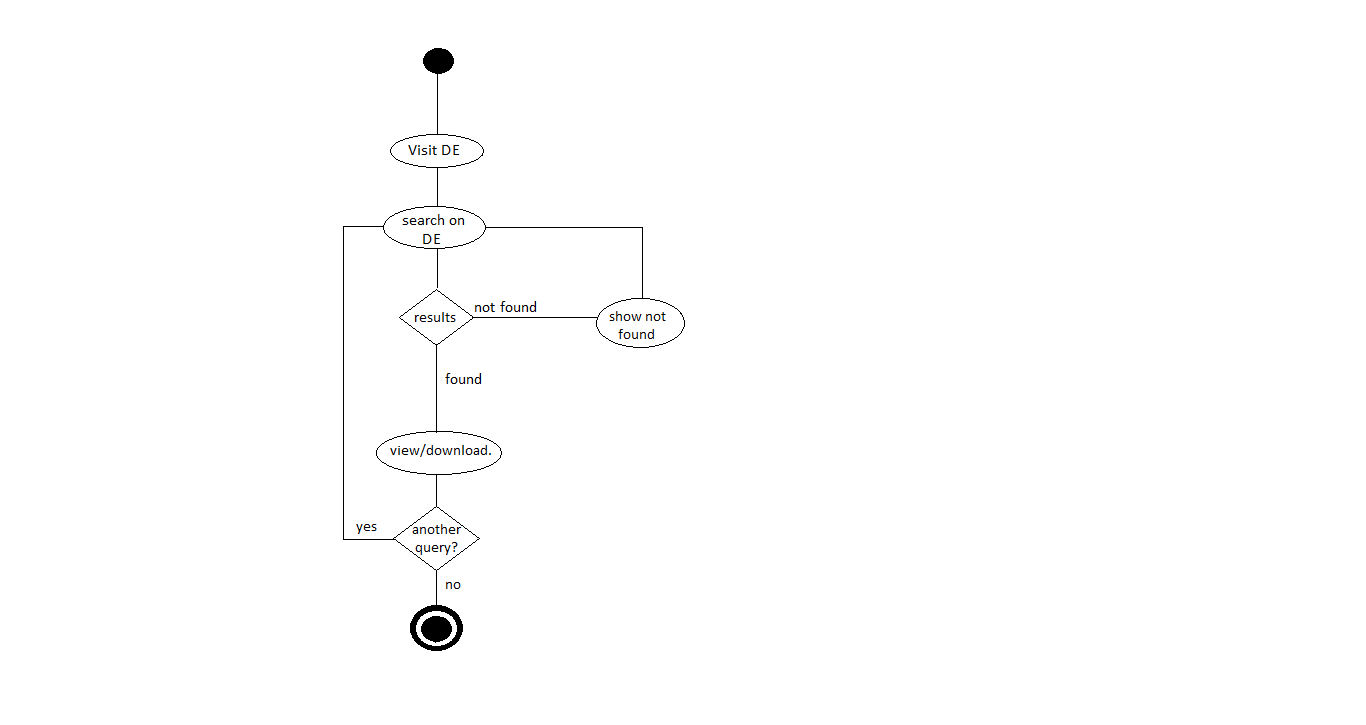 Visit DE
search on
DE
results
not found
show not
found
found
view/download.
yes
another
query?
no